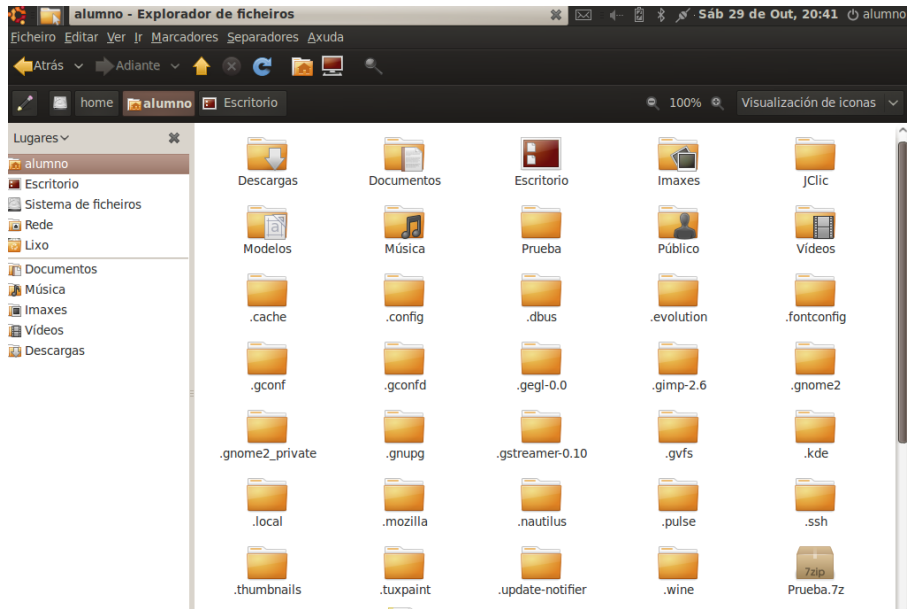 alumno - Explorador de ficheiros
Sáb 29 de Out, 20:41 alumno
Ficheiro Editar Ver Ir Marcadores Separadores Axuda
Atrás Adiante
home alumno Escritorio 100% Visualización de iconas
Lugares
alumno
Escritorio
Sistema de ficheiros
Rede
Lixo
Documentos
Música
Imaxes
Vídeos
Descargas
Descargas Documentos Escritorio Imaxes JClic
Modelos Música Prueba Público Vídeos
.cache .config .dbus .evolution .fontconfig
.gconf .gconfd .gegl-0.0 .gimp-2.6 .gnome2
.gnome2_private .gnupg .gstreamer-0.10 .gvfs .kde
.local .mozilla .nautilus .pulse .ssh
7zip
.thumbnails .tuxpaint .update-notifier .wine Prueba.7z